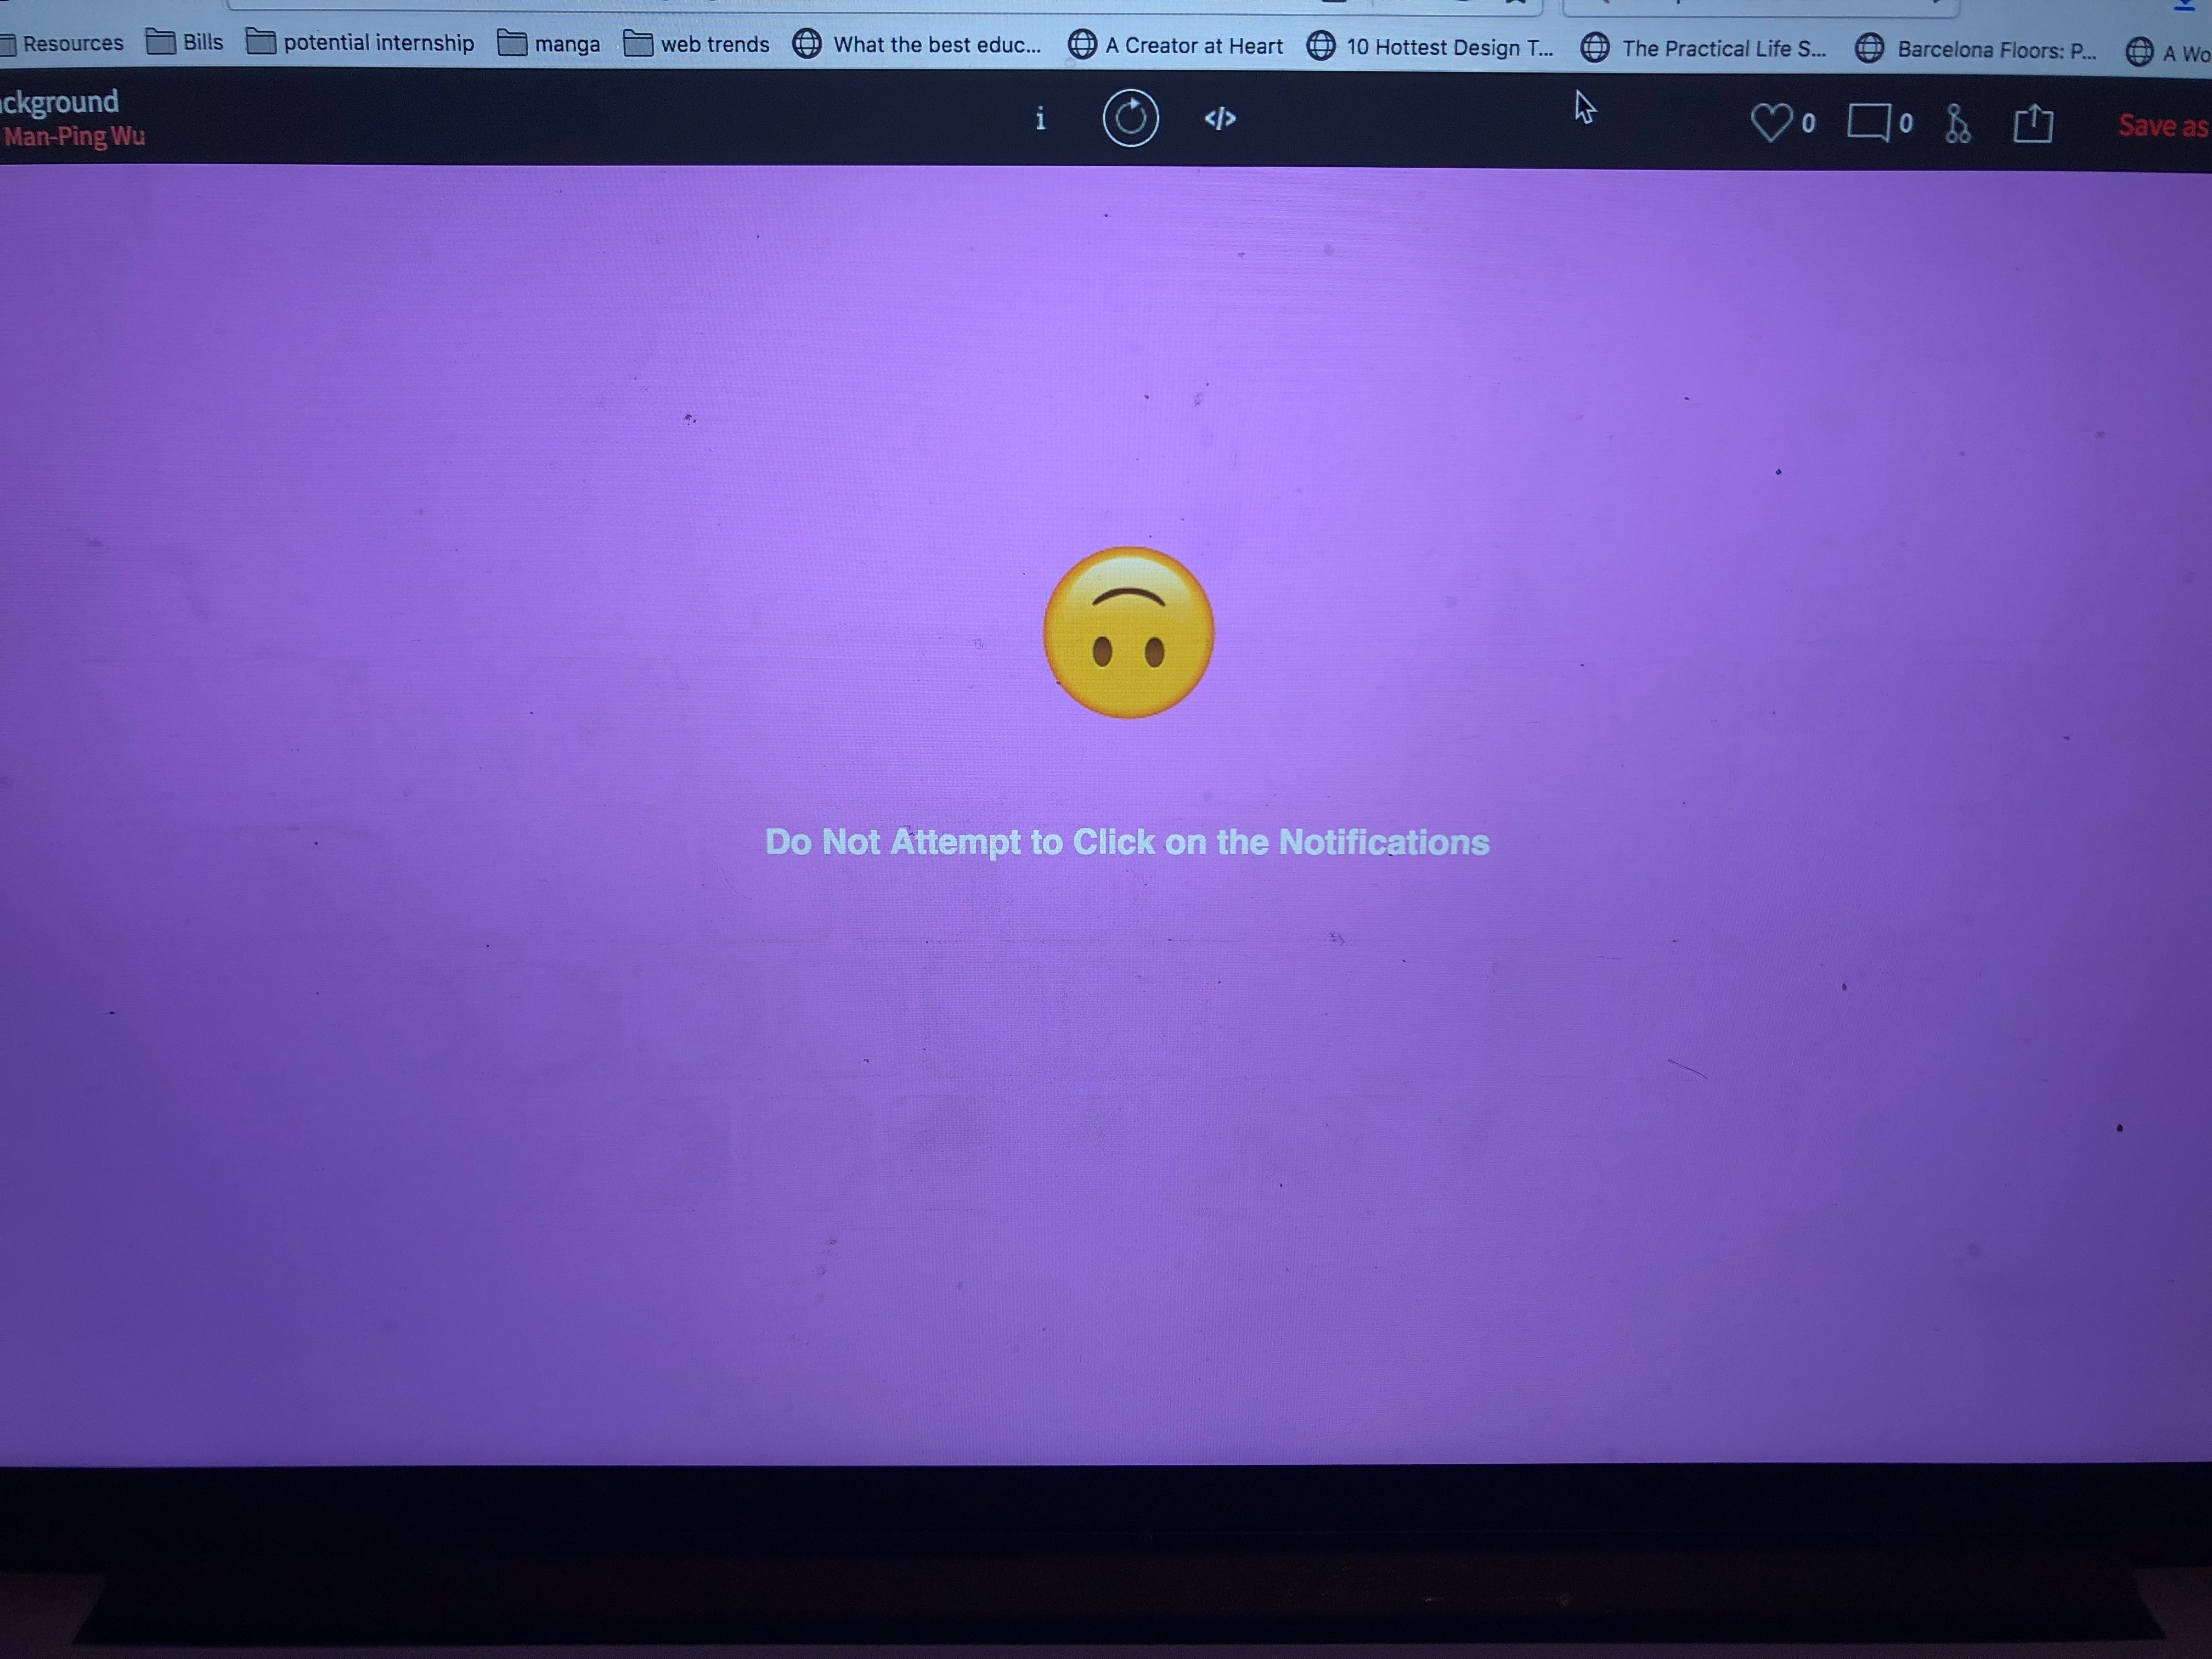 Resources Bills potential internship manga web trends What the best educ... A Creator at Heart 10 Hottest Design T... The Practical Life S... Barcelona Floors: P... A Wo
ckground
Man-Ping Wu
i </> 0 0 Save as
Do Not Attempt to Click on the Notifications